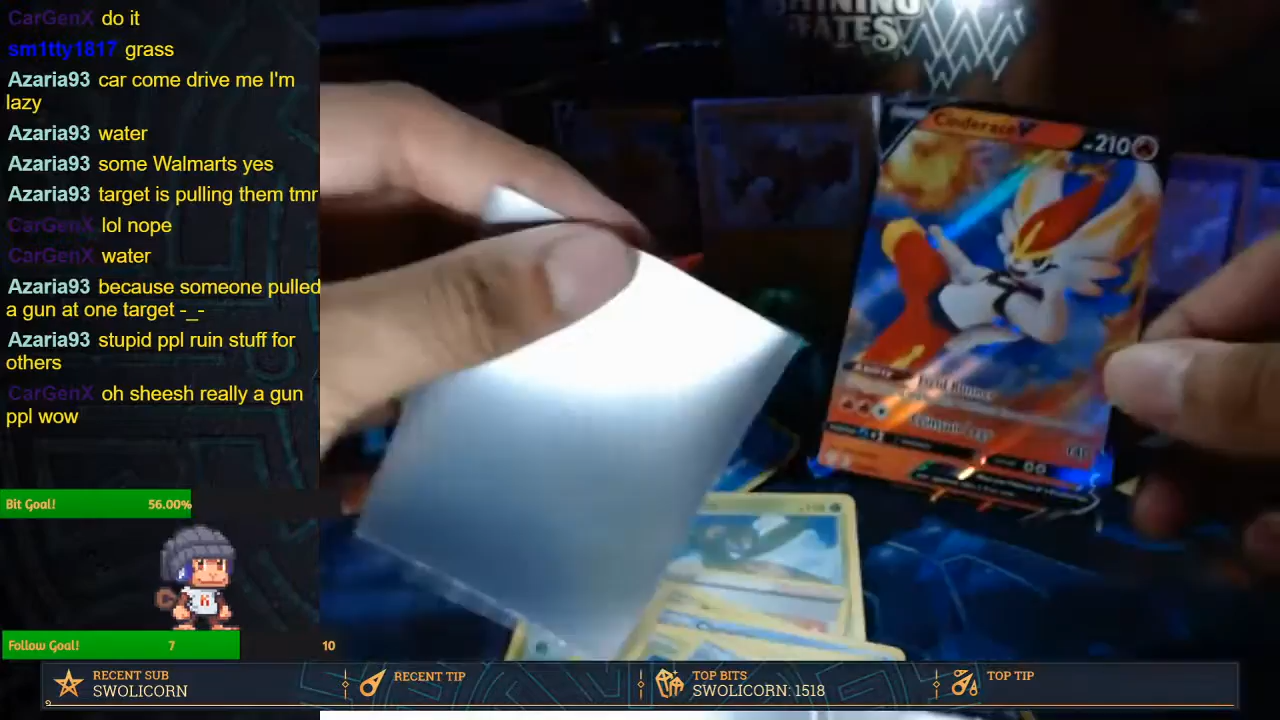 CarGenX do it
sm1tty1817 grass
Azaria93 car come drive me I'm
lazy
Azaria93 water
Azaria93 some Walmarts yes
Azaria93 target is pulling them tmr
CarGenX lol nope
CarGenX water
Azaria93 because someone pulled
a gun at one target -_-
Azaria93 stupid ppl ruin stuff for
others
CarGenX oh sheesh really a gun
ppl wow
Bit Goal! 56.00%
Follow Goal! 7 10
SHINING
FATES
Cinderace V 210
Ability Field Runner
RECENT SUB
SWOLICORN
RECENT TIP
TOP BITS
SWOLICORN: 1518
TOP TIP